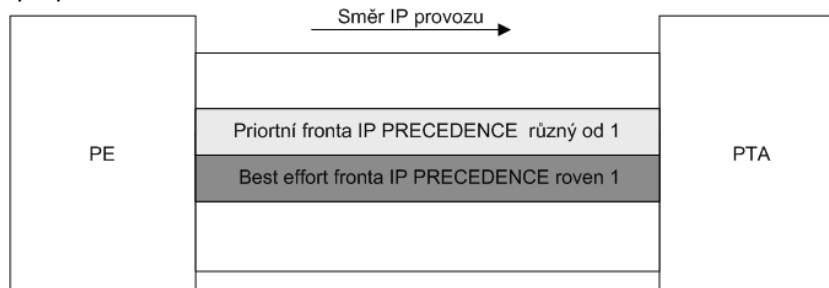 Směr IP provozu
Priortní fronta IP PRECEDENCE různý od 1
PE
PTA
Best effort fronta IP PRECEDENCE roven 1